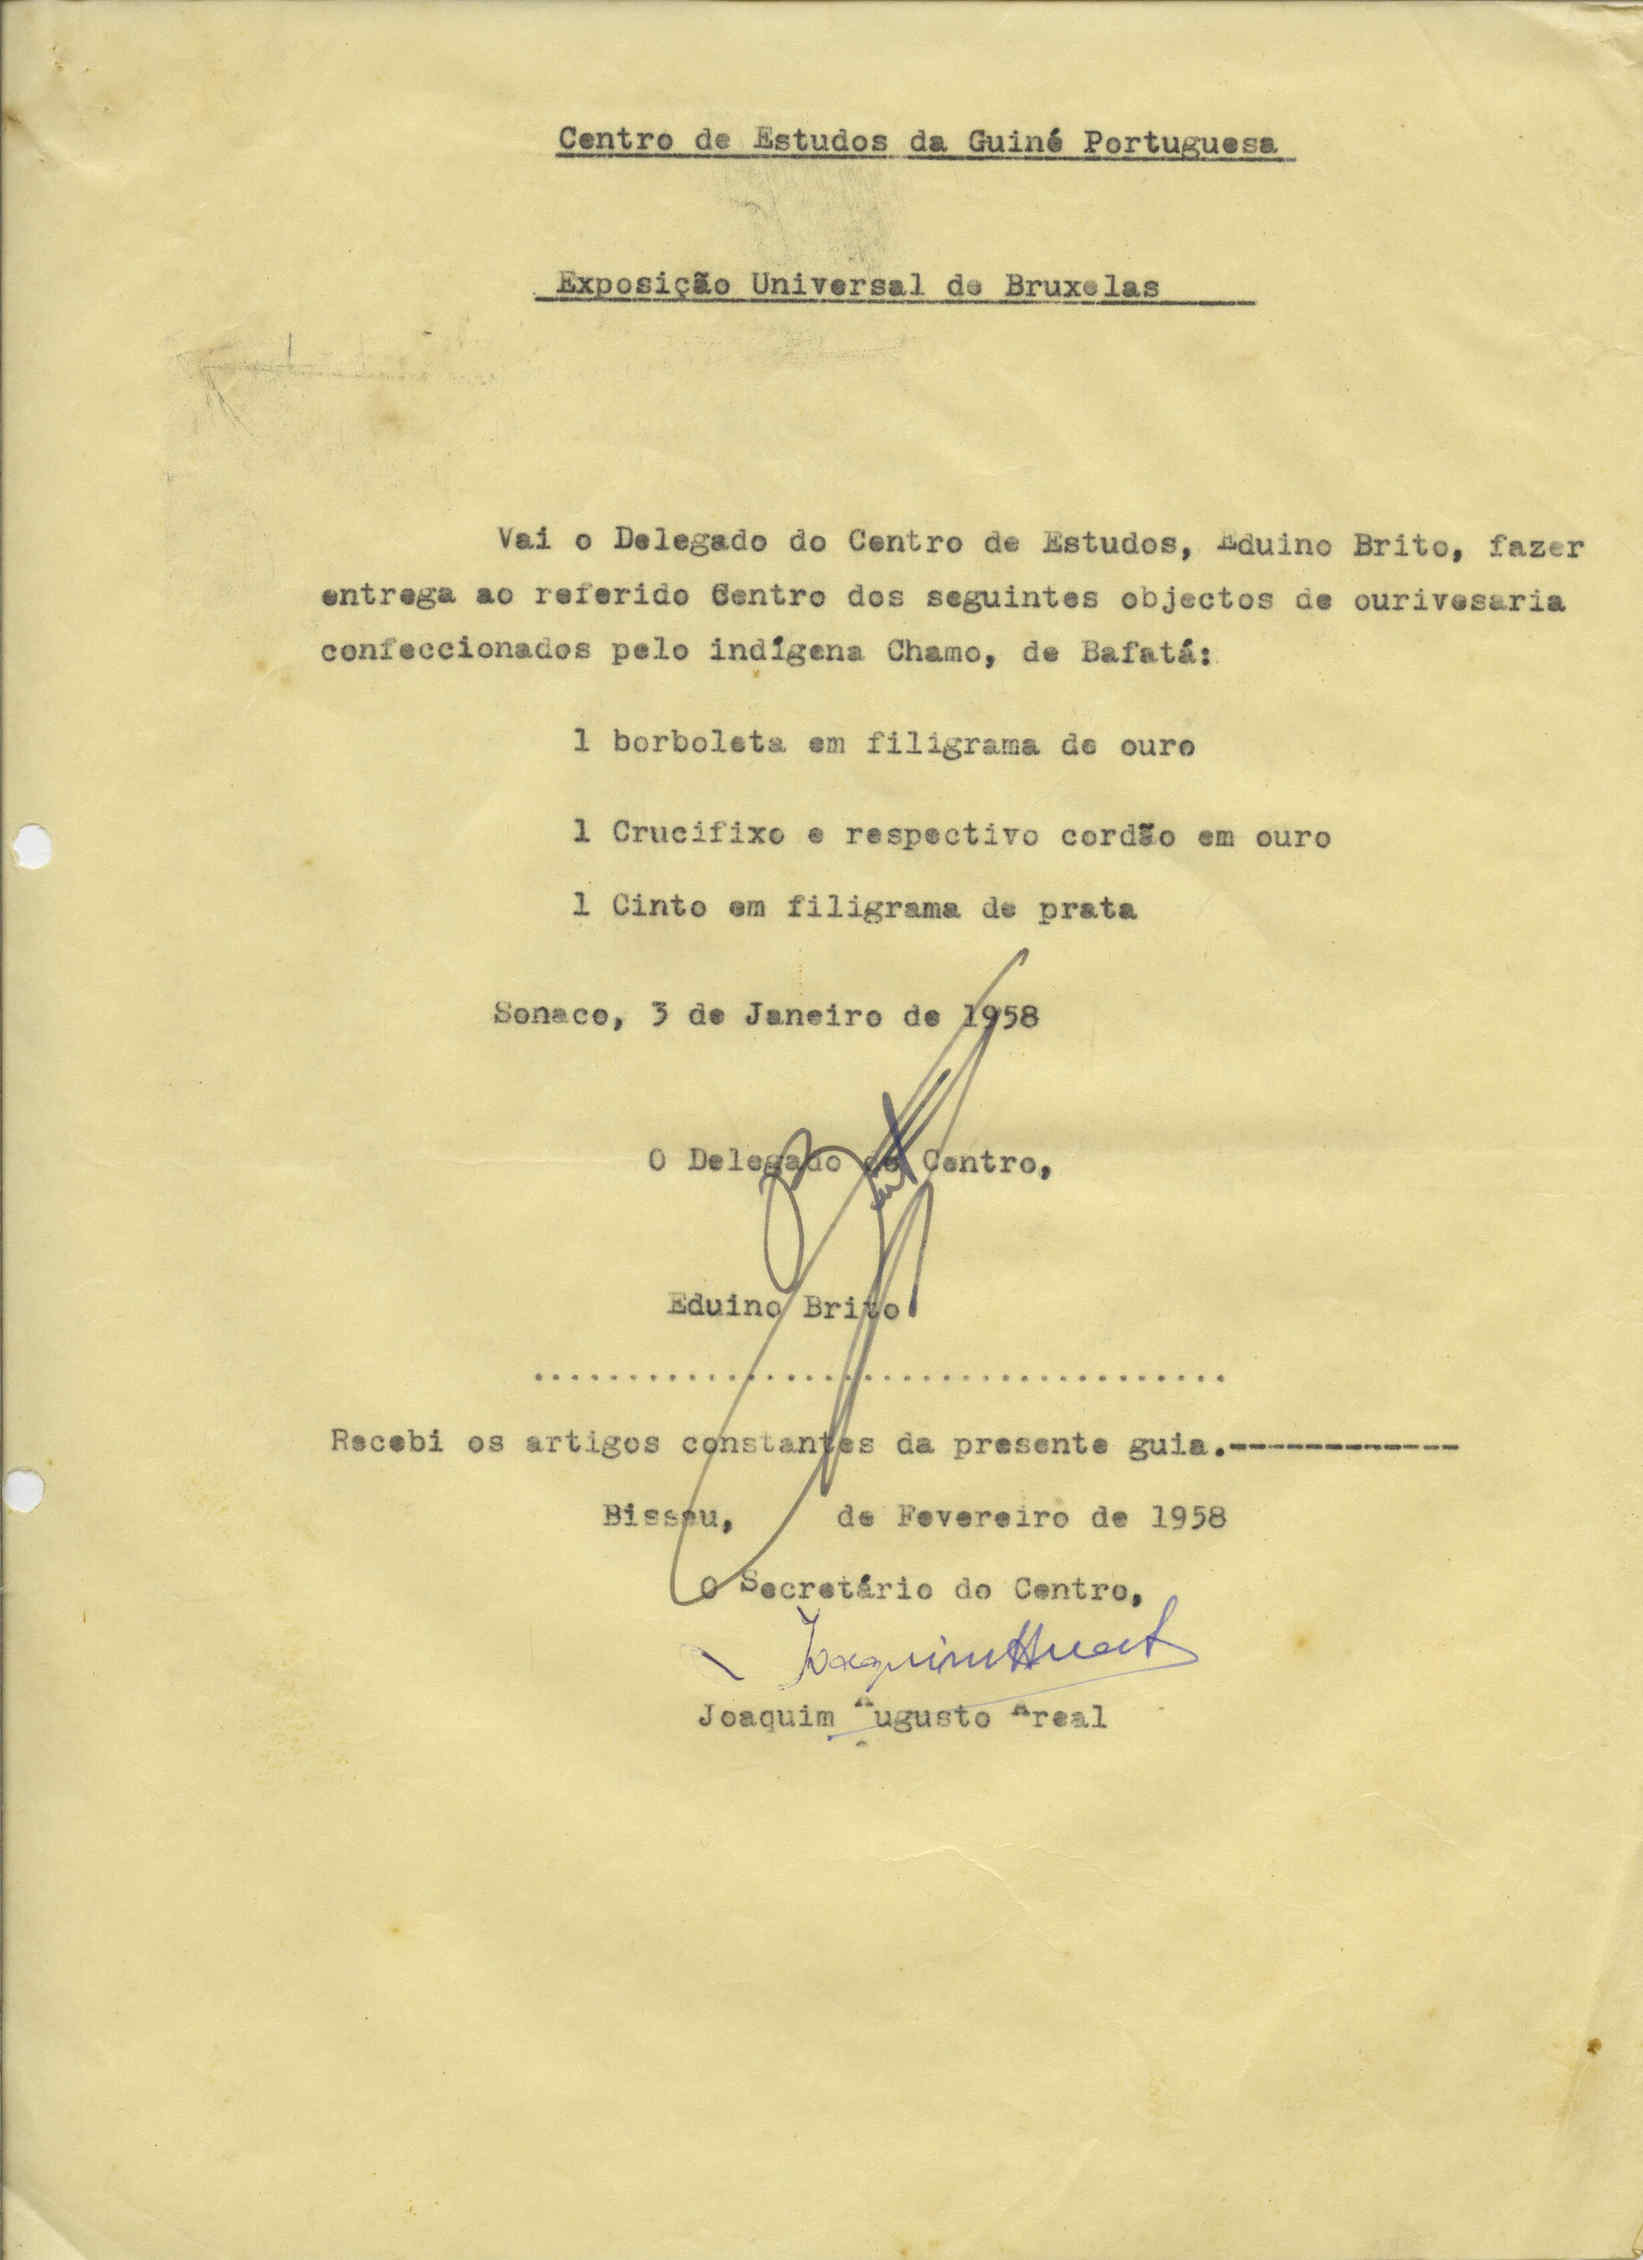 Centro de Estudos da Guiné Portuguesa
Exposição Universal de Bruxelas
Vai o Delegado do Centro de Estudos, Eduino Brito, fazer
entrega ao referido Centro dos seguintes objectos de ourivesaria
confeccionados pelo indígena Chamo, de Bafatá:
1 borboleta em filigrama de ouro
1 Crucifixo e respectivo cordão em ouro
1 Cinto em filigrama de prata
Sonaco, 3 de Janeiro de 1958
O Delegado do Centro,
Eduino Brito
....................................
Recebi os artigos constantes da presente guia.------------
Bissau, de Fevereiro de 1958
O Secretário do Centro,
Joaquim
Joaquim Augusto Areal